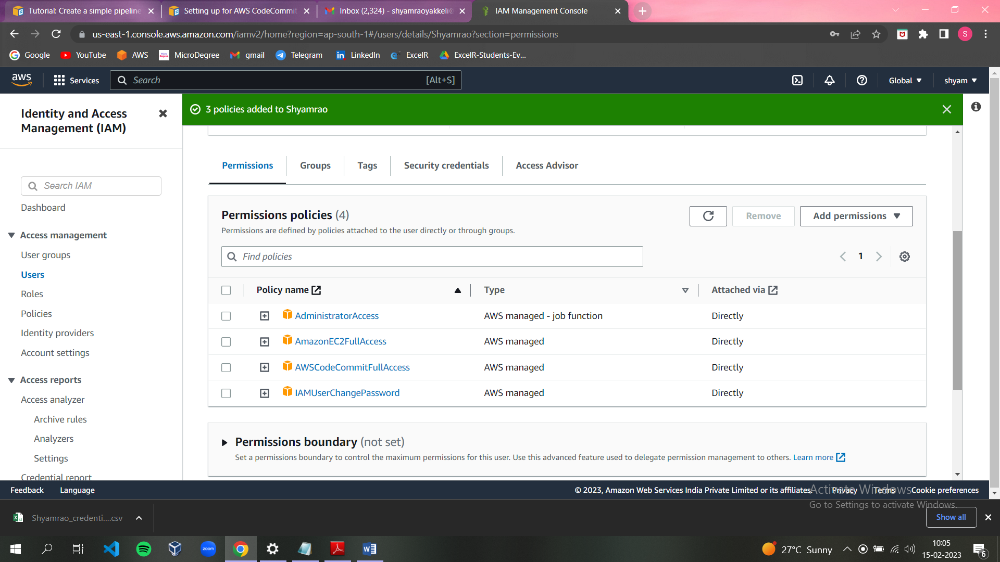 Tutorial: Create a simple pipeline
Setting up for AWS CodeCommit
Inbox (2,324) - shyamraoyakkeli@
IAM Management Console
us-east-1.console.aws.amazon.com/iamv2/home?region=ap-south-1#/users/details/Shyamrao?section=permissions
S
Google
YouTube
AWS
MicroDegree
gmail
Telegram
LinkedIn
ExcelR
ExcelR-Students-Ev...
aws
Services
Search
[Alt+S]
Global
shyam
Identity and Access
Management (IAM)
3 policies added to Shyamrao
Search IAM
Dashboard
Access management
User groups
Users
Roles
Policies
Identity providers
Account settings
Access reports
Access analyzer
Archive rules
Analyzers
Settings
Credential report
Permissions
Groups
Tags
Security credentials
Access Advisor
Permissions policies (4)
Permissions are defined by policies attached to the user directly or through groups.
Remove
Add permissions
Find policies
1
Policy name
Type
Attached via
AdministratorAccess
AWS managed - job function
Directly
AmazonEC2FullAccess
AWS managed
Directly
AWSCodeCommitFullAccess
AWS managed
Directly
IAMUserChangePassword
AWS managed
Directly
Permissions boundary (not set)
Set a permissions boundary to control the maximum permissions for this user. Use this advanced feature used to delegate permission management to others. Learn more
Feedback
Language
© 2023, Amazon Web Services India Private Limited or its affiliates.
Privacy
Terms
Cookie preferences
Activate Windows
Go to Settings to activate Windows.
Shyamrao_credenti....csv
Show all
zoom
27°C Sunny
10:05
15-02-2023
6